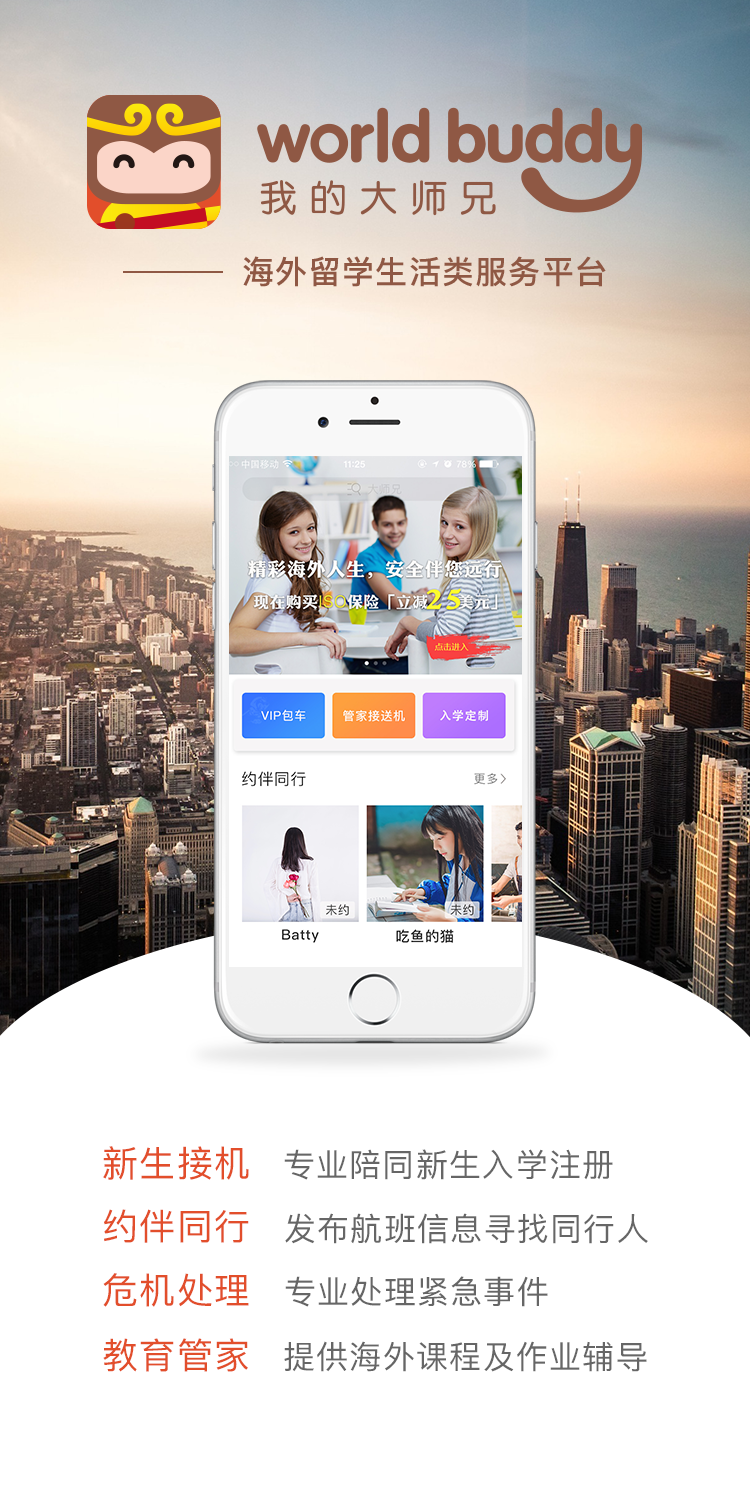 world buddy
我的大师兄
海外留学生活类服务平台
中国移动 11:26 78%
大师兄
精彩海外人生，安全伴您远行
现在购买ISO保险「立减25美元」
点击进入
VIP包车 管家接送机 入学定制
约伴同行 更多
未约 未约
Batty 吃鱼的猫
新生接机 专业陪同新生入学注册
约伴同行 发布航班信息寻找同行人
危机处理 专业处理紧急事件
教育管家 提供海外课程及作业辅导